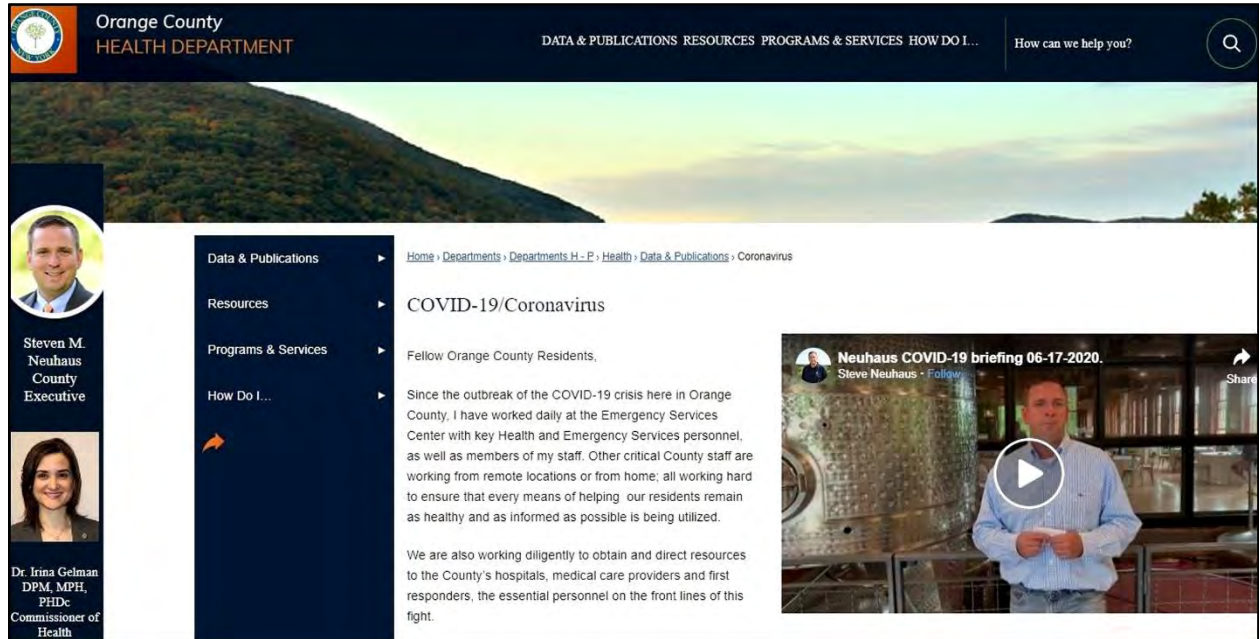 Orange County
HEALTH DEPARTMENT
DATA & PUBLICATIONS RESOURCES PROGRAMS & SERVICES HOW DO I...
How can we help you?
Steven M.
Neuhaus
County
Executive
Dr. Irina Gelman
DPM, MPH,
PHDc
Commissioner of
Health
Data & Publications
Resources
Programs & Services
How Do I...
Home › Departments › Departments H - P › Health › Data & Publications › Coronavirus
COVID-19/Coronavirus
Fellow Orange County Residents,
Since the outbreak of the COVID-19 crisis here in Orange
County, I have worked daily at the Emergency Services
Center with key Health and Emergency Services personnel,
as well as members of my staff. Other critical County staff are
working from remote locations or from home; all working hard
to ensure that every means of helping our residents remain
as healthy and as informed as possible is being utilized.
We are also working diligently to obtain and direct resources
to the County's hospitals, medical care providers and first
responders, the essential personnel on the front lines of this
fight.
Neuhaus COVID-19 briefing 06-17-2020.
Steve Neuhaus · Follow
Share